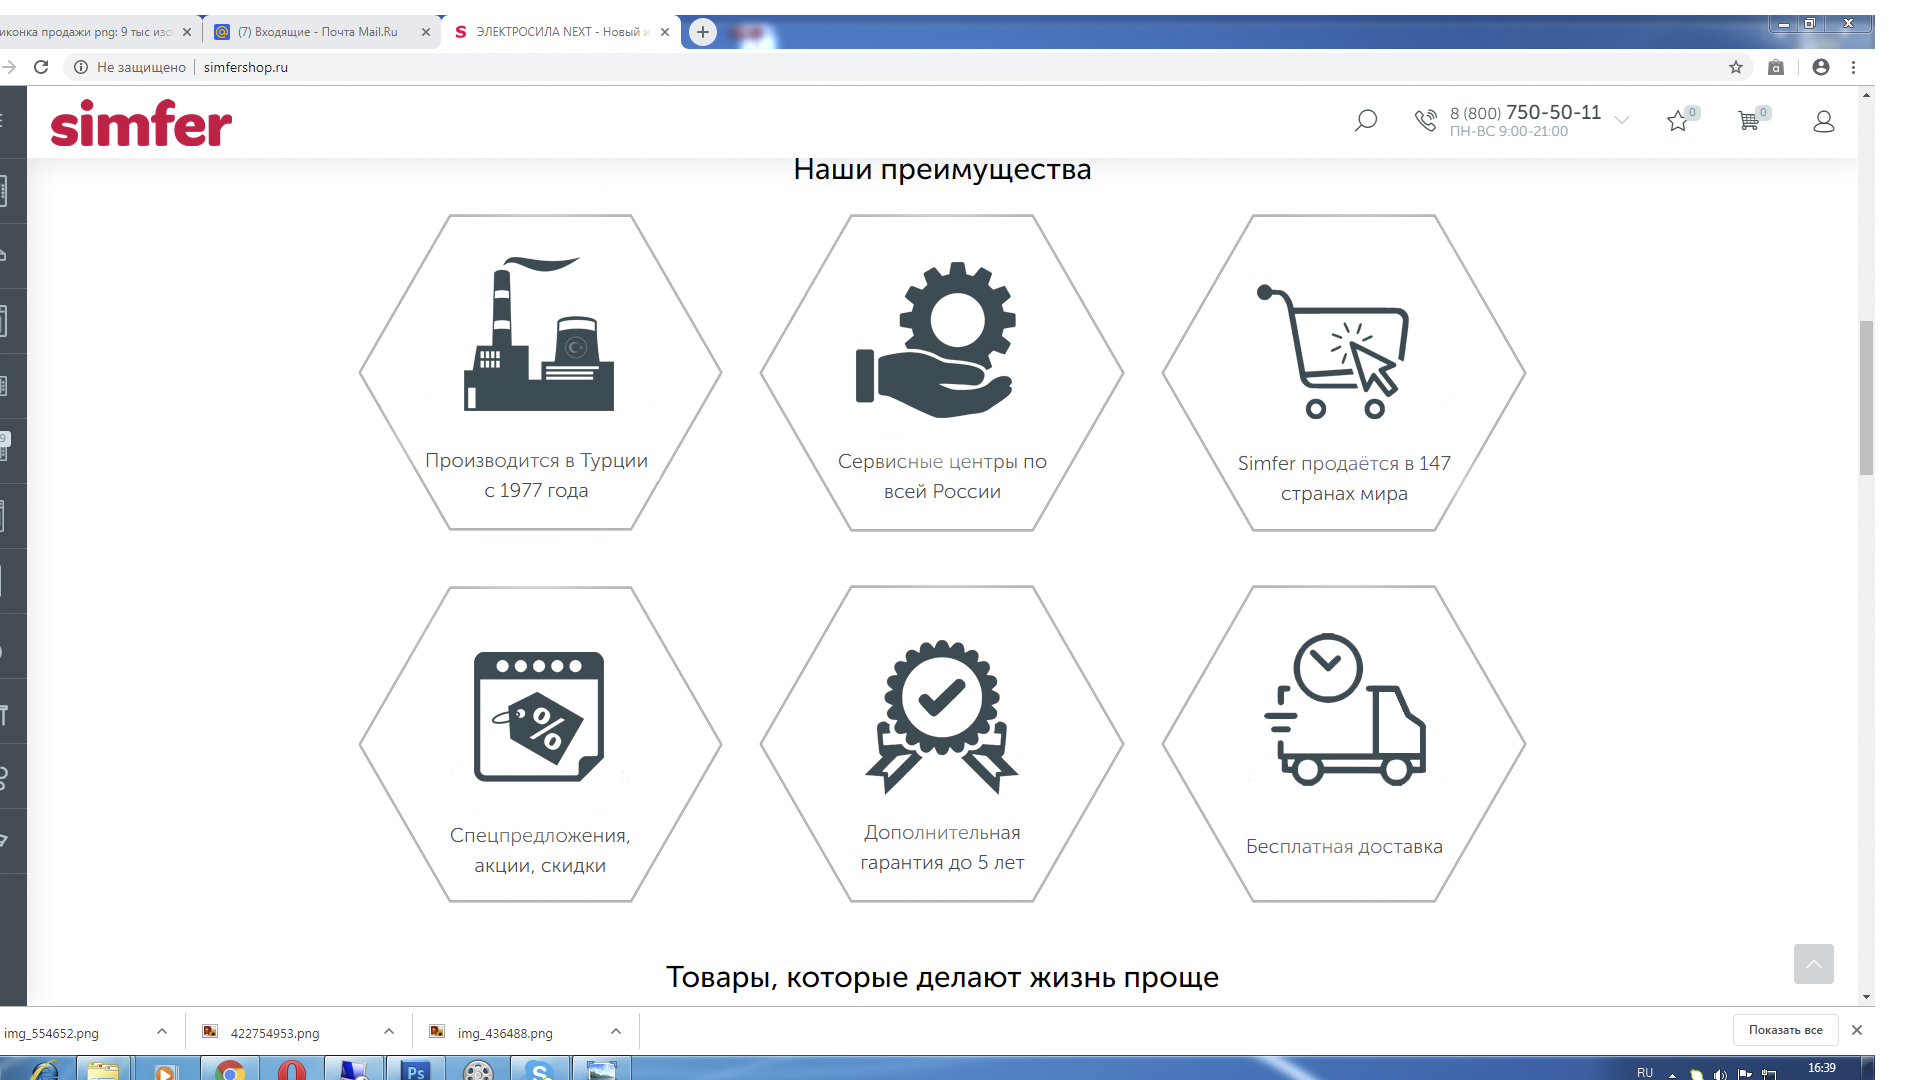 иконка продажи png: 9 тыс изо
(7) Входящие - Почта Mail.Ru
ЭЛЕКТРОСИЛА NEXT - Новый и
Не защищено
simfershop.ru
simfer
8 (800) 750-50-11
ПН-ВС 9:00-21:00
0
0
Наши преимущества
Производится в Турции
с 1977 года
Сервисные центры по
всей России
Simfer продаётся в 147
странах мира
%
Спецпредложения,
акции, скидки
Дополнительная
гарантия до 5 лет
Бесплатная доставка
Товары, которые делают жизнь проще
img_554652.png
422754953.png
img_436488.png
Показать все
Ps
RU
16:39